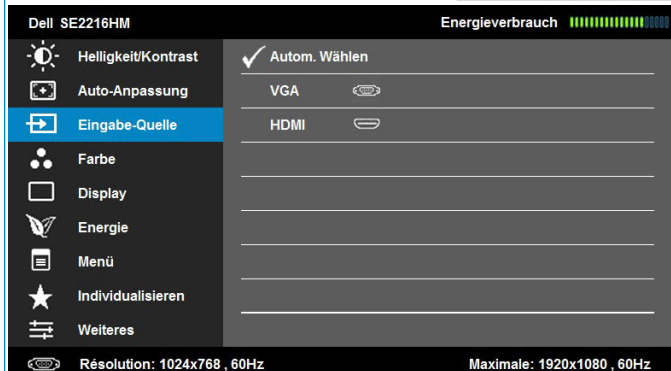 Dell SE2216HM Energieverbrauch
Helligkeit/Kontrast Autom. Wählen
Auto-Anpassung VGA
Eingabe-Quelle HDMI
Farbe
Display
Energie
Menü
Individualisieren
Weiteres
Résolution: 1024x768 , 60Hz Maximale: 1920x1080 , 60Hz